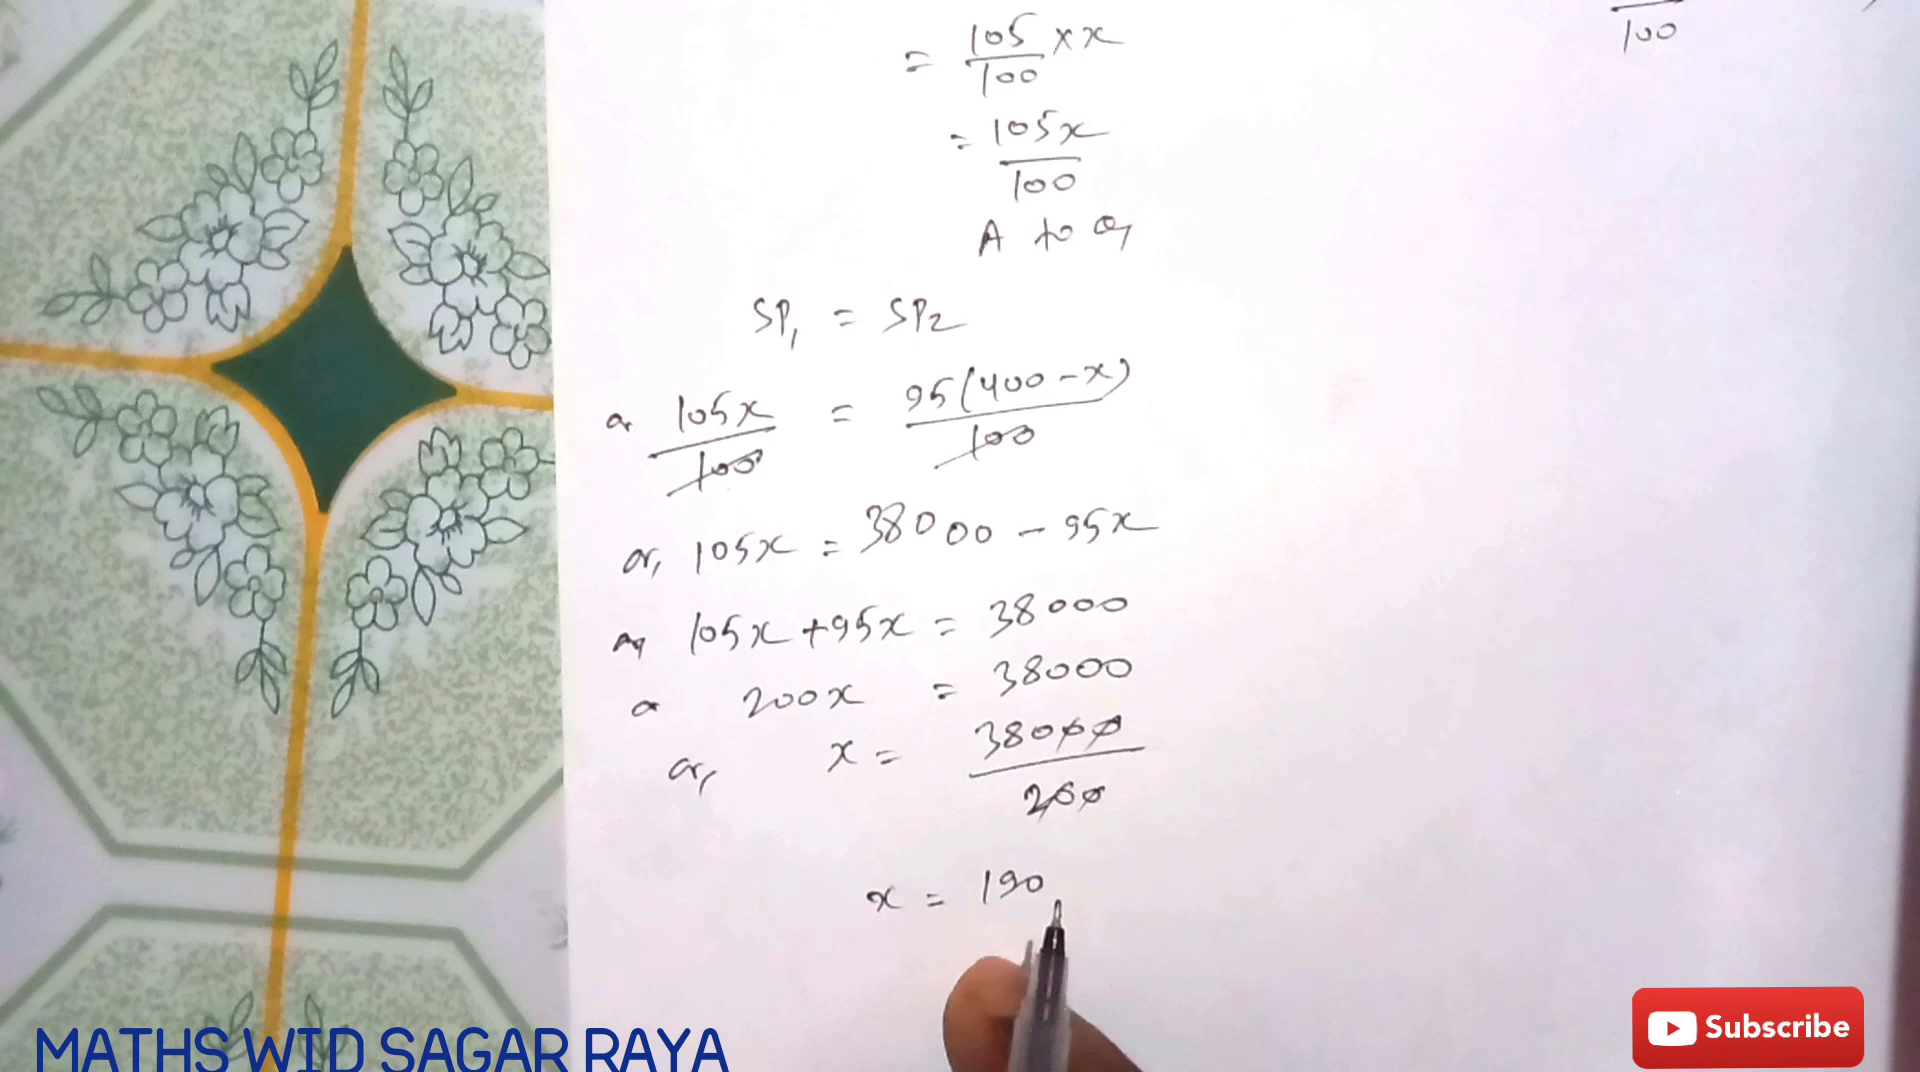 = 105/100 × x
100
= 105x/100
A to Q,
SP₁ = SP₂
or 105x/100 = 95(400-x)/100
or, 105x = 38000 - 95x
or, 105x+95x = 38000
or 200x = 38000
or, x = 38000/200
x = 190
MATHS WID SAGAR RAYA
Subscribe